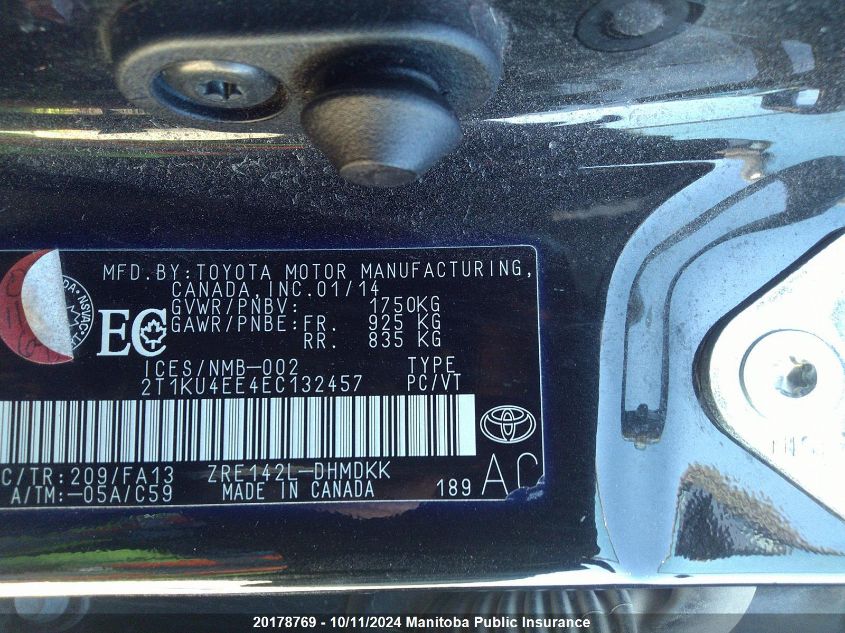 MFD.BY:TOYOTA MOTOR MANUFACTURING,
CANADA,INC.01/14
GVWR/PNBV: 1750KG
GAWR/PNBE:FR. 925 KG
RR. 835 KG
EC
ICES/NMB-002 TYPE
2T1KU4EE4EC132457 PC/VT
C/TR:209/FA13 ZRE142L-DHMDKK
A/TM:-05A/C59 MADE IN CANADA 189
20178769 - 10/11/2024 Manitoba Public Insurance